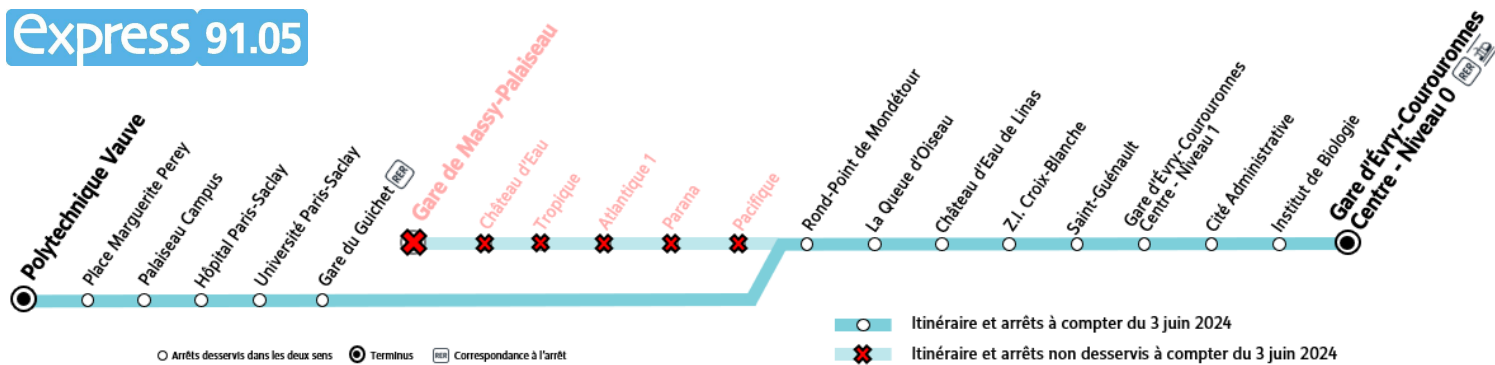 express 91.05
Polytechnique Vauve
Place Marguerite Perey
Palaiseau Campus
Hôpital Paris-Saclay
Université Paris-Saclay
Gare du Guichet RER
Gare de Massy-Palaiseau
Château d'Eau
Tropique
Atlantique 1
Parana
Pacifique
Rond-Point de Mondétour
La Queue d'Oiseau
Château d'Eau de Linas
Z.I. Croix-Blanche
Saint-Guénault
Gare d'Évry-Courouronnes
Centre - Niveau 1
Cité Administrative
Institut de Biologie
Gare d'Évry-Courouronnes
Centre - Niveau 0 RER
Itinéraire et arrêts à compter du 3 juin 2024
Itinéraire et arrêts non desservis à compter du 3 juin 2024
Arrêts desservis dans les deux sens Terminus RER Correspondance à l'arrêt